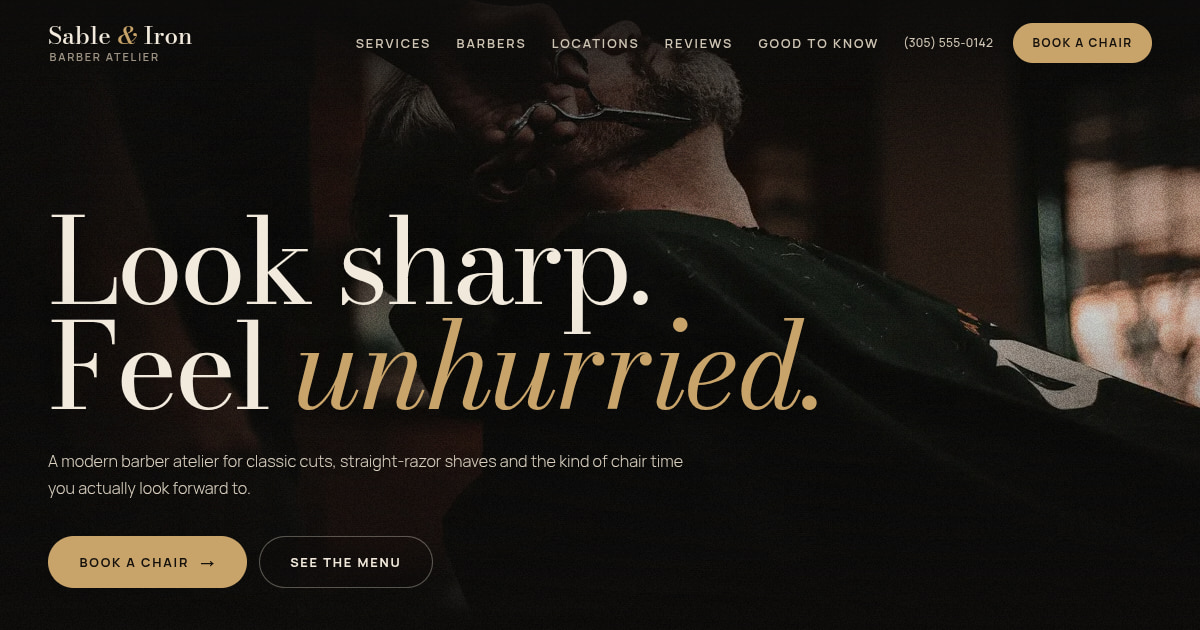 Sable & Iron
BARBER ATELIER
SERVICES BARBERS LOCATIONS REVIEWS GOOD TO KNOW (305) 555-0142 BOOK A CHAIR
Look sharp.
Feel unhurried.
A modern barber atelier for classic cuts, straight-razor shaves and the kind of chair time
you actually look forward to.
BOOK A CHAIR → SEE THE MENU